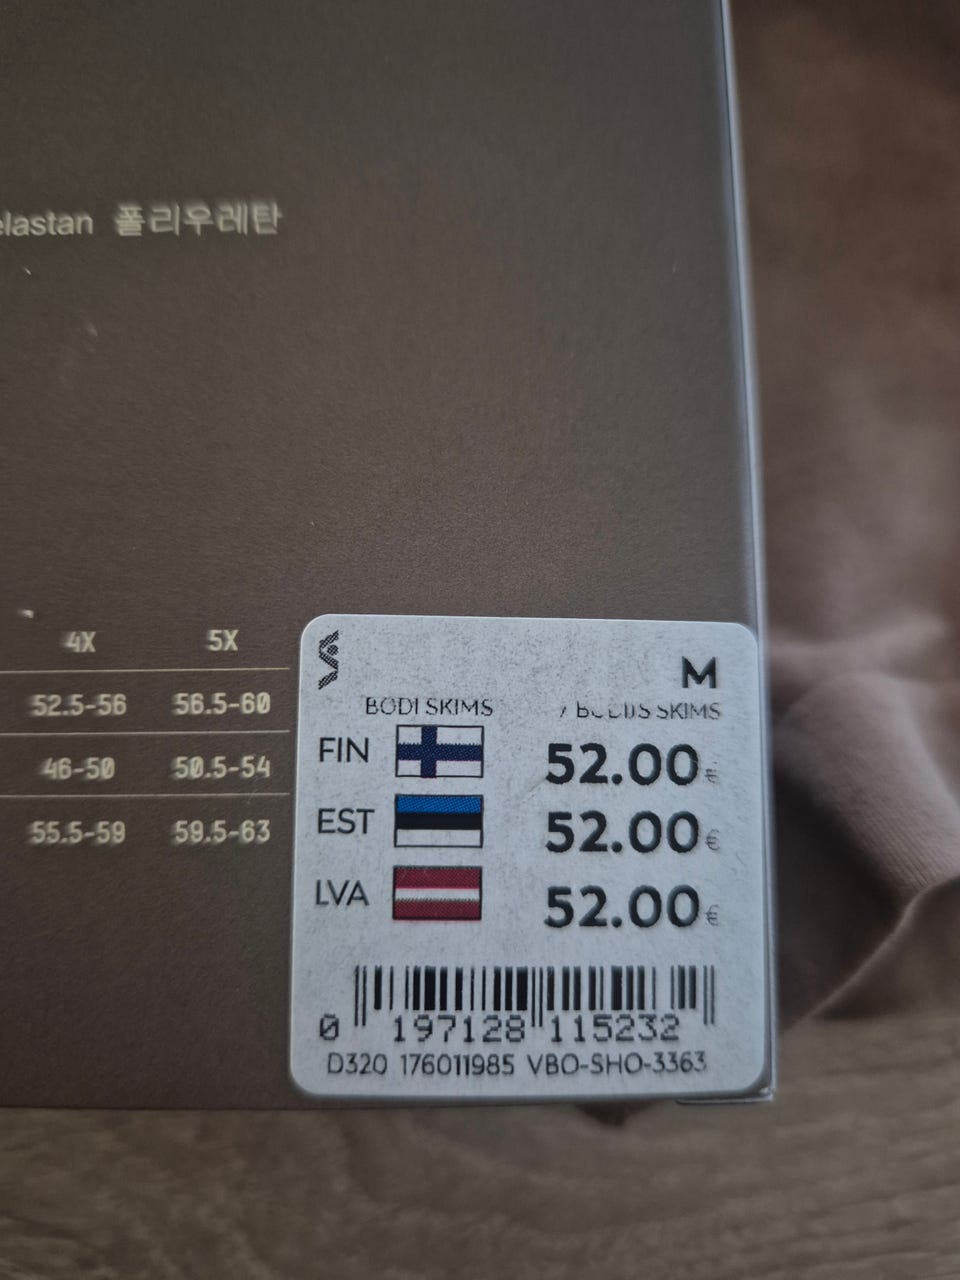 elastan 폴리우레탄
4X 5X
52.5-56 56.5-60
46-50 50.5-54
55.5-59 59.5-63
M
BODI SKIMS / BODIJS SKIMS
FIN 52.00€
EST 52.00€
LVA 52.00€
0 197128 115232
D320 176011985 VBO-SHO-3363